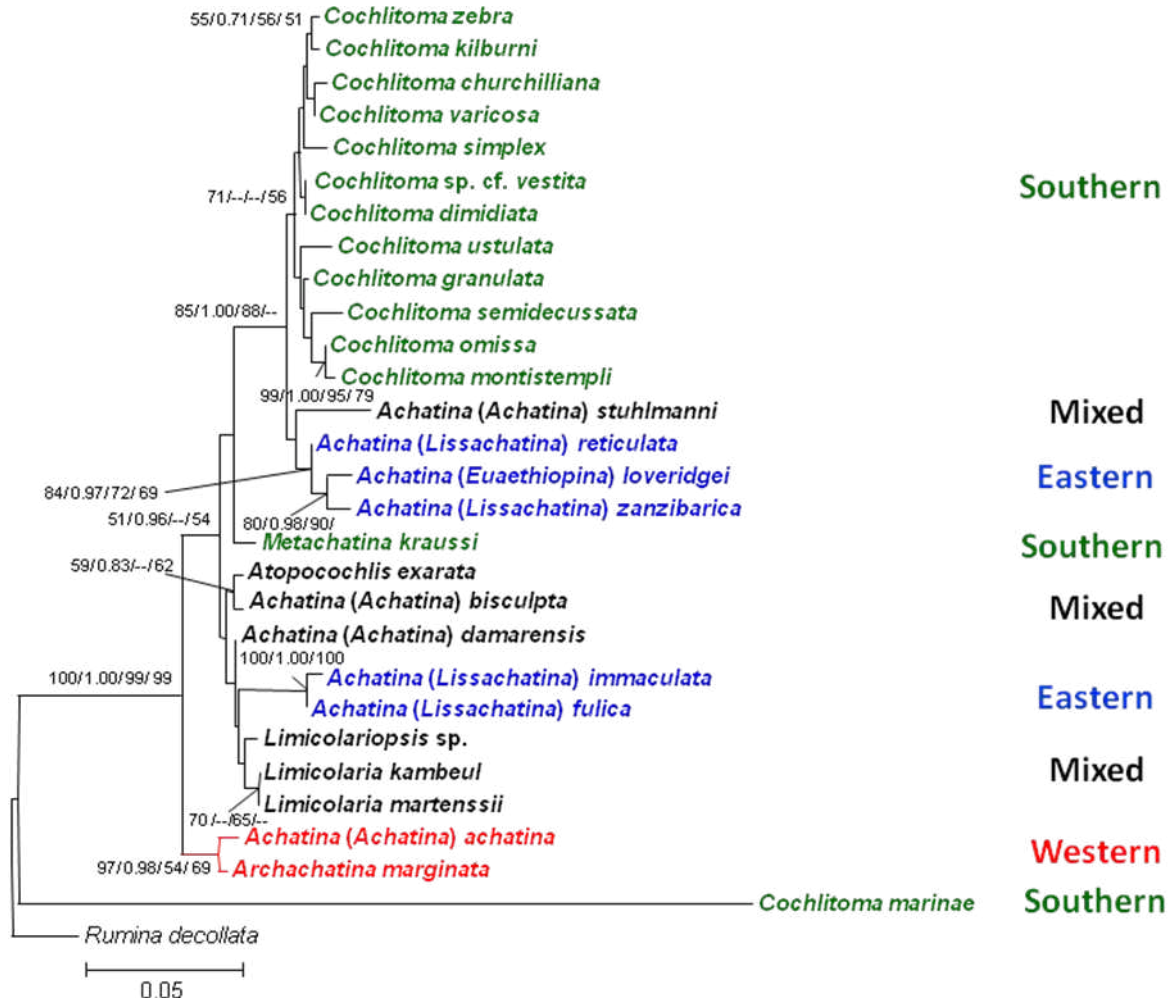 55/0.71/56/51
Cochlitoma zebra
Cochlitoma kilburni
Cochlitoma churchilliana
Cochlitoma varicosa
Cochlitoma simplex
Cochlitoma sp. cf. vestita
Southern
71/--/--/56
Cochlitoma dimidiata
Cochlitoma ustulata
Cochlitoma granulata
85/1.00/88/--
Cochlitoma semidecussata
Cochlitoma omissa
Cochlitoma montistempli
99/1.00/95/79
Achatina (Achatina) stuhlmanni
Mixed
Achatina (Lissachatina) reticulata
Achatina (Euaethiopina) loveridgei
Eastern
84/0.97/72/69
Achatina (Lissachatina) zanzibarica
51/0.96/--/54
80/0.98/90/
Metachatina kraussi
Southern
59/0.83/--/62
Atopocochlis exarata
Achatina (Achatina) bisculpta
Mixed
Achatina (Achatina) damarensis
100/1.00/100
100/1.00/99/99
Achatina (Lissachatina) immaculata
Eastern
Achatina (Lissachatina) fulica
Limicolariopsis sp.
Limicolaria kambeul
Mixed
Limicolaria martenssii
70/--/65/--
Achatina (Achatina) achatina
Western
97/0.98/54/69
Archachatina marginata
Cochlitoma marinae
Southern
Rumina decollata
0.05